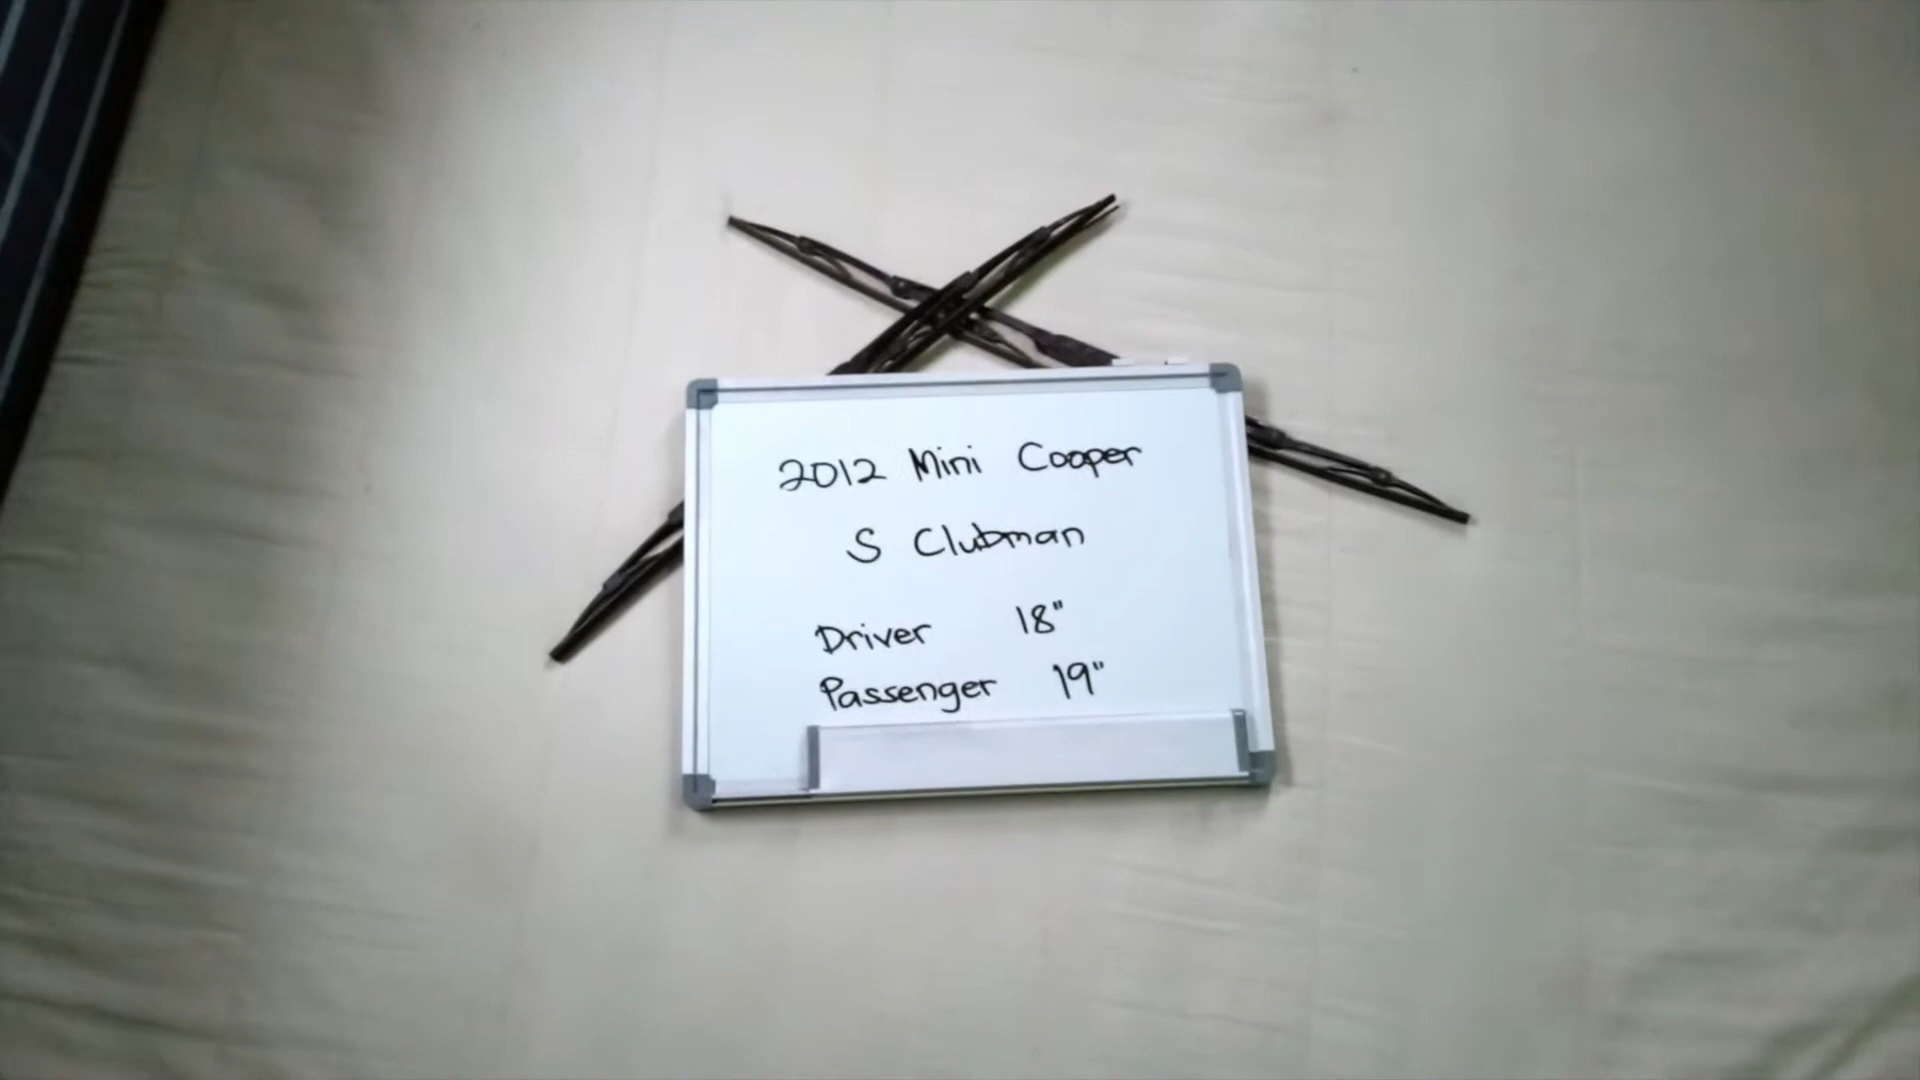 2012 Mini Cooper
S Clubman
Driver 18"
Passenger 19"